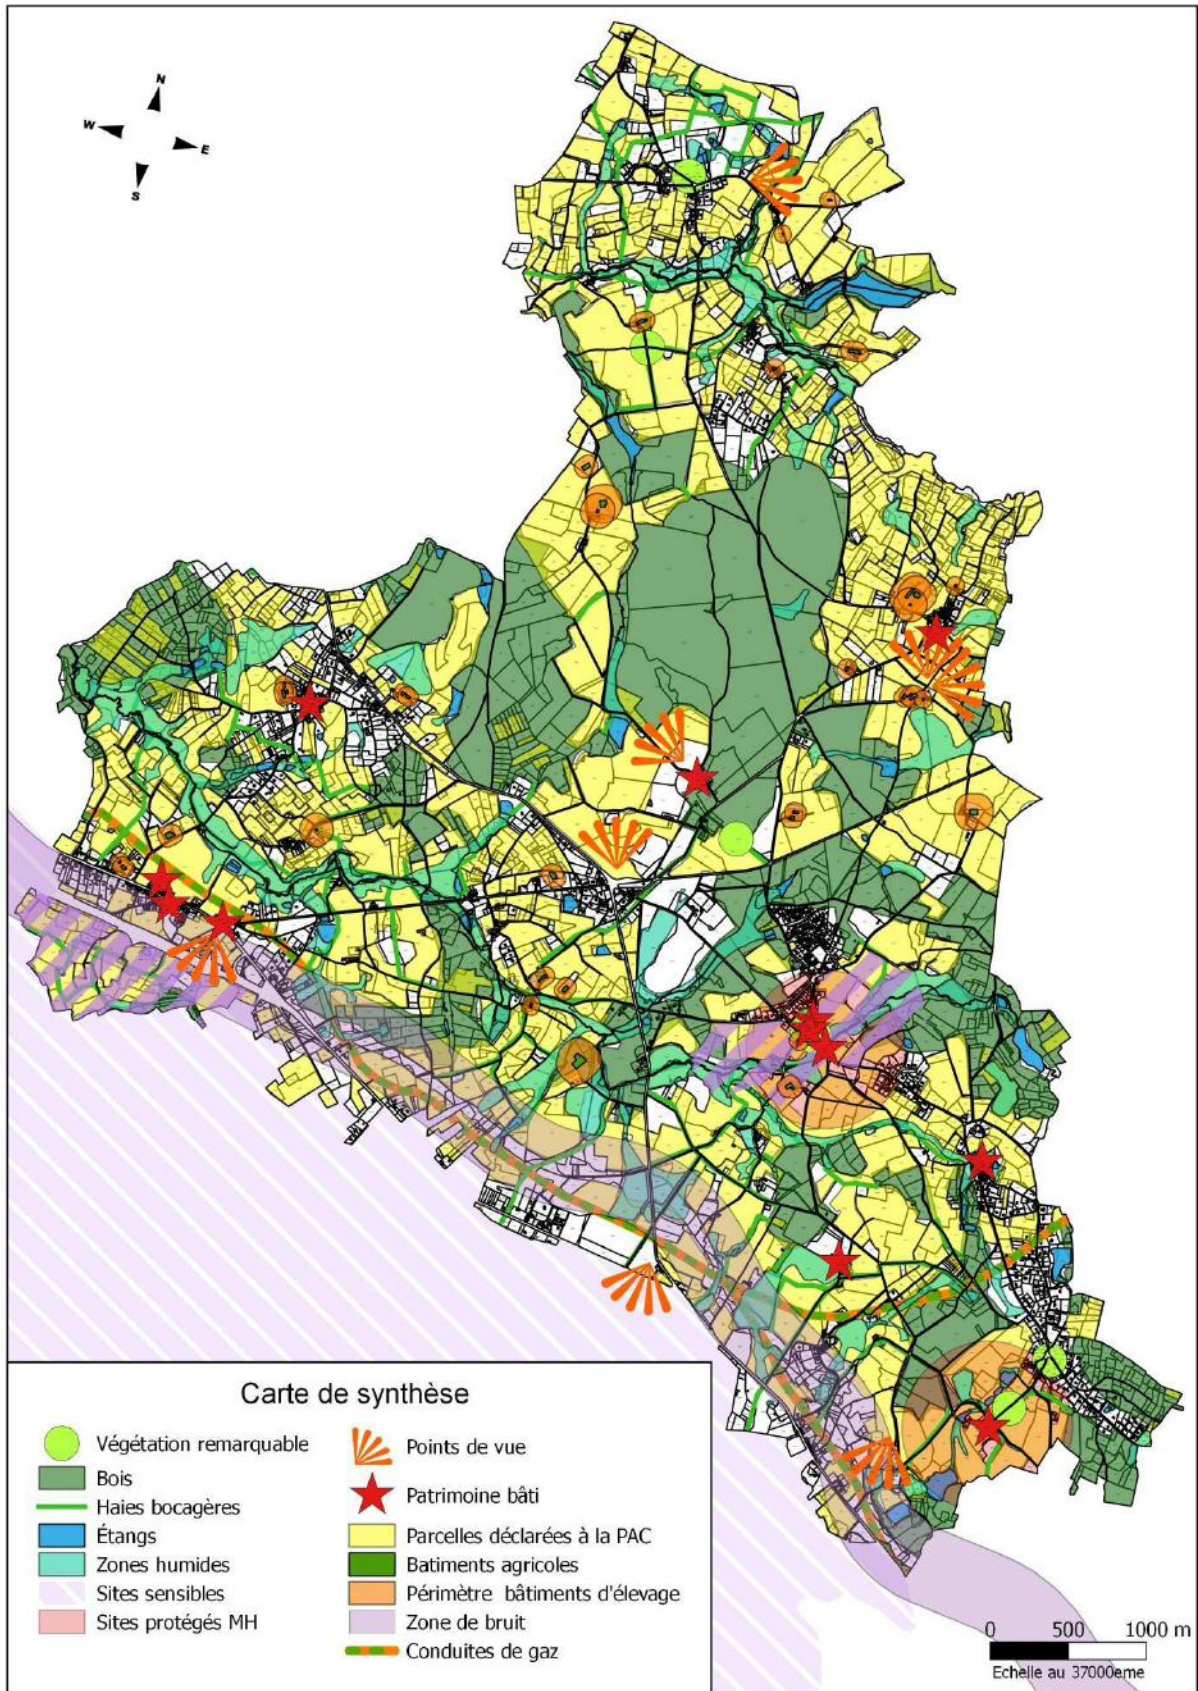 N
W
E
S
Carte de synthèse
Végétation remarquable
Bois
Haies bocagères
Étangs
Zones humides
Sites sensibles
Sites protégés MH
Points de vue
Patrimoine bâti
Parcelles déclarées à la PAC
Batiments agricoles
Périmètre bâtiments d'élevage
Zone de bruit
Conduites de gaz
0 500 1000 m
Echelle au 37000eme